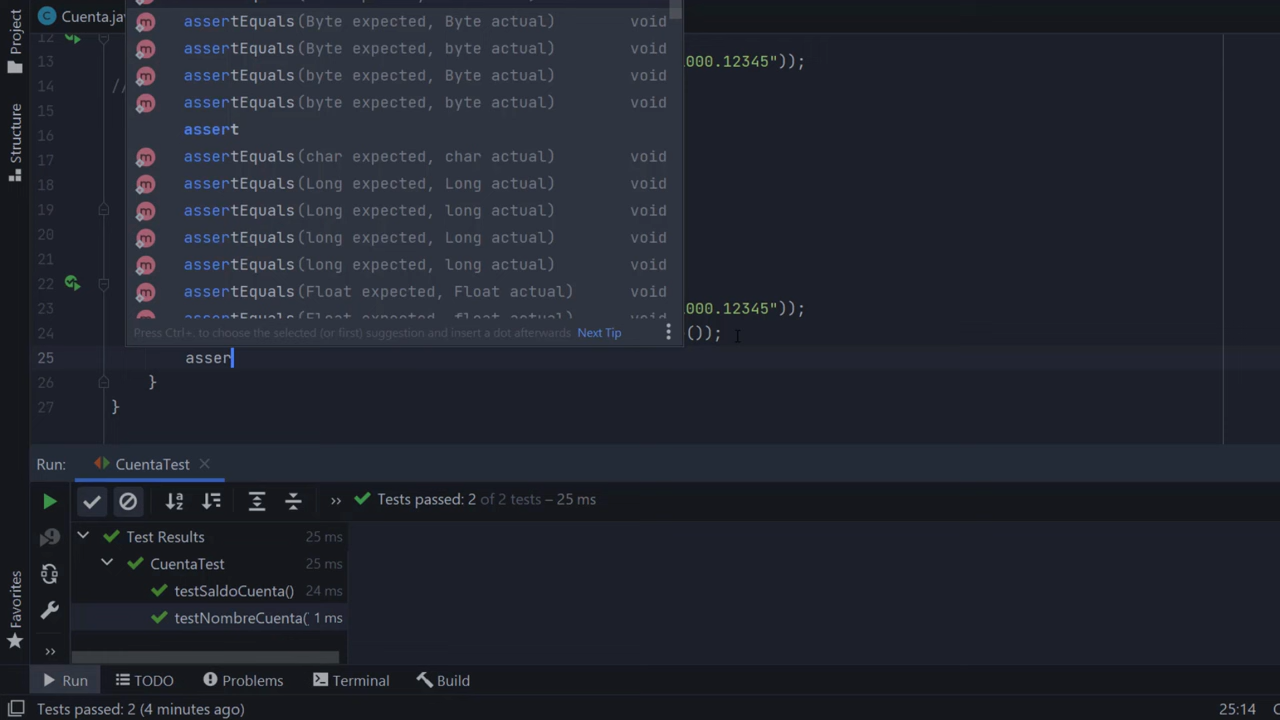 Project
Structure
Favorites
Cuenta.jav
assertEquals(Byte expected, Byte actual) void
assertEquals(Byte expected, byte actual) void
assertEquals(byte expected, Byte actual) void
assertEquals(byte expected, byte actual) void
assert
assertEquals(char expected, char actual) void
assertEquals(Long expected, Long actual) void
assertEquals(Long expected, long actual) void
assertEquals(long expected, Long actual) void
assertEquals(long expected, long actual) void
assertEquals(Float expected, Float actual) void
assertEquals(Float expected, float actual) void
Press Ctrl+. to choose the selected (or first) suggestion and insert a dot afterwards Next Tip
12
13 000.12345"));
14 //
15
16
17
18
19
20
21
22
23 000.12345"));
24 ());
25 asser
26 }
27 }
Run: CuentaTest
Tests passed: 2 of 2 tests – 25 ms
Test Results 25 ms
CuentaTest 25 ms
testSaldoCuenta() 24 ms
testNombreCuenta( 1 ms
Run TODO Problems Terminal Build
Tests passed: 2 (4 minutes ago) 25:14